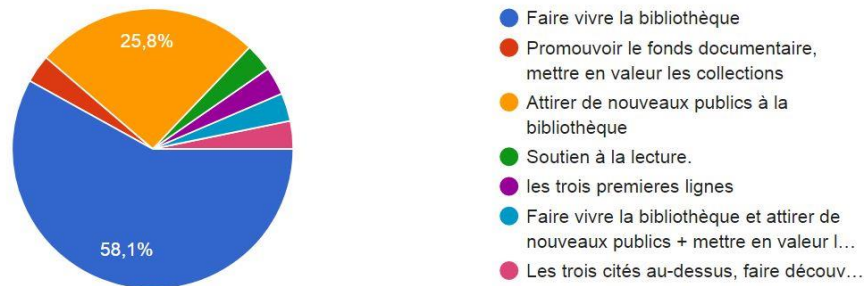 25,8%
58,1%
Faire vivre la bibliothèque
Promouvoir le fonds documentaire,
mettre en valeur les collections
Attirer de nouveaux publics à la
bibliothèque
Soutien à la lecture.
les trois premieres lignes
Faire vivre la bibliothèque et attirer de
nouveaux publics + mettre en valeur l…
Les trois cités au-dessus, faire découv…